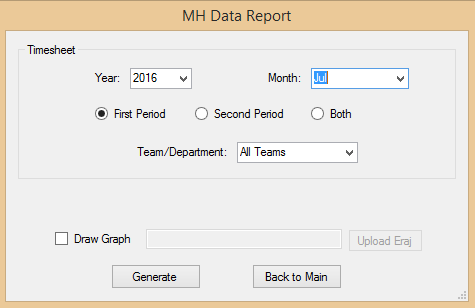 MH Data Report
Timesheet
Year: 2016 Month: Jul
First Period Second Period Both
Team/Department: All Teams
Draw Graph Upload Eraj
Generate Back to Main